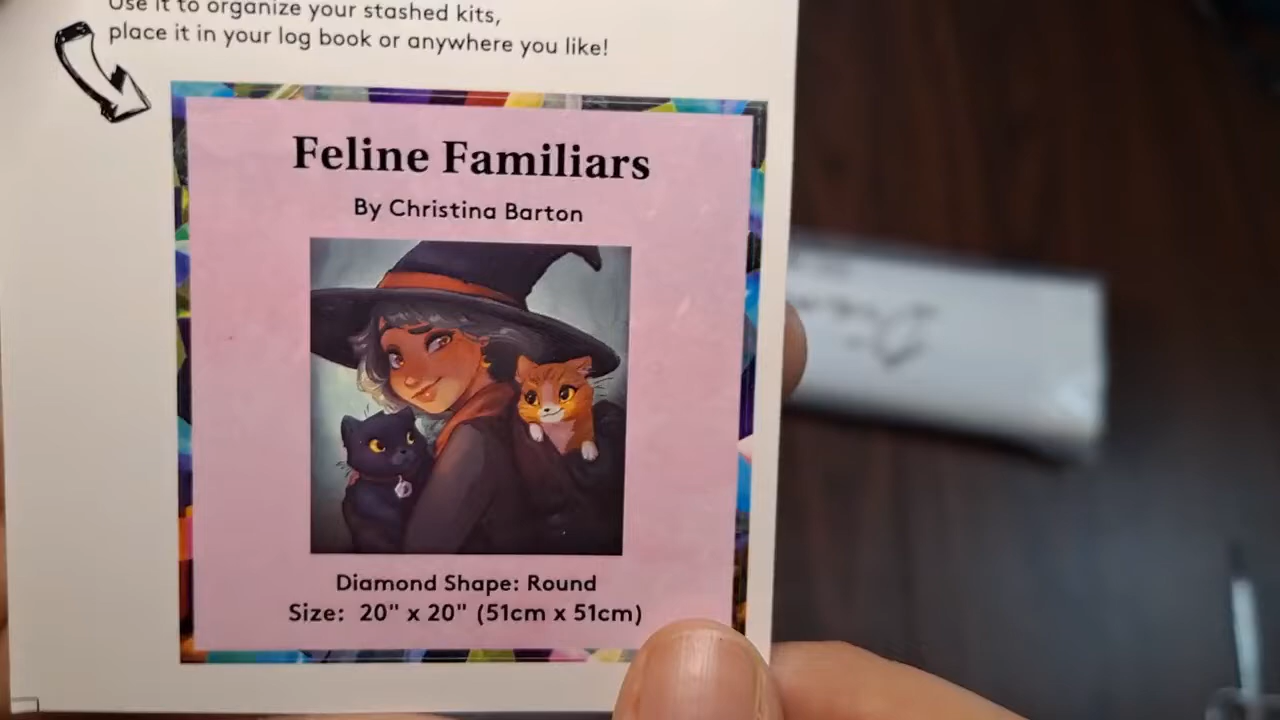 Use it to organize your stashed kits,
place it in your log book or anywhere you like!
Feline Familiars
By Christina Barton
Diamond Shape: Round
Size: 20" x 20" (51cm x 51cm)